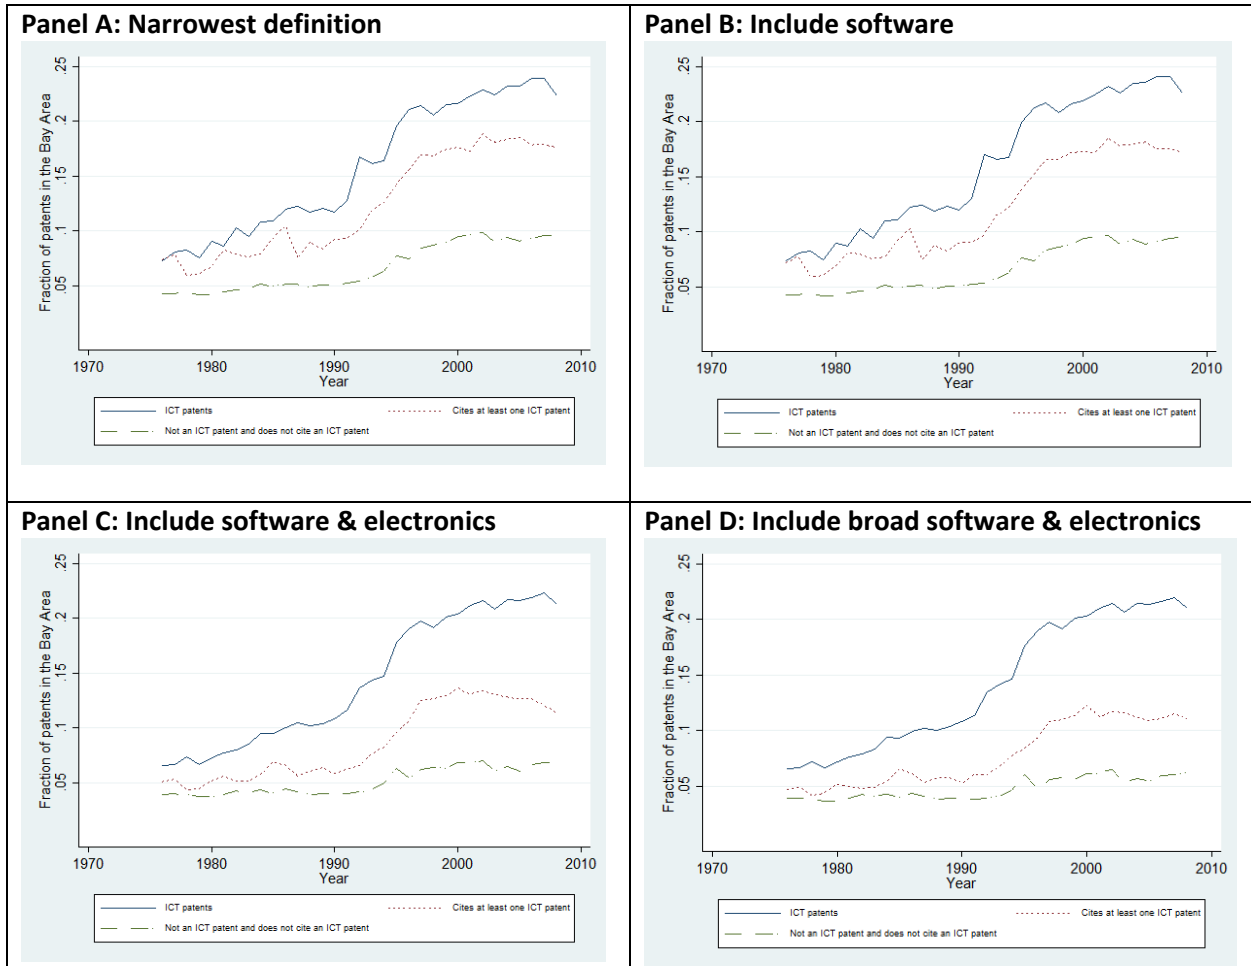 Panel A: Narrowest definition
Fraction of patents in the Bay Area
.25
.2
.15
.1
.05
1970 1980 1990 2000 2010
Year
ICT patents
Cites at least one ICT patent
Not an ICT patent and does not cite an ICT patent
Panel B: Include software
Fraction of patents in the Bay Area
.25
.2
.15
.1
.05
1970 1980 1990 2000 2010
Year
ICT patents
Cites at least one ICT patent
Not an ICT patent and does not cite an ICT patent
Panel C: Include software & electronics
Fraction of patents in the Bay Area
.25
.2
.15
.1
.05
1970 1980 1990 2000 2010
Year
ICT patents
Cites at least one ICT patent
Not an ICT patent and does not cite an ICT patent
Panel D: Include broad software & electronics
Fraction of patents in the Bay Area
.25
.2
.15
.1
.05
1970 1980 1990 2000 2010
Year
ICT patents
Cites at least one ICT patent
Not an ICT patent and does not cite an ICT patent